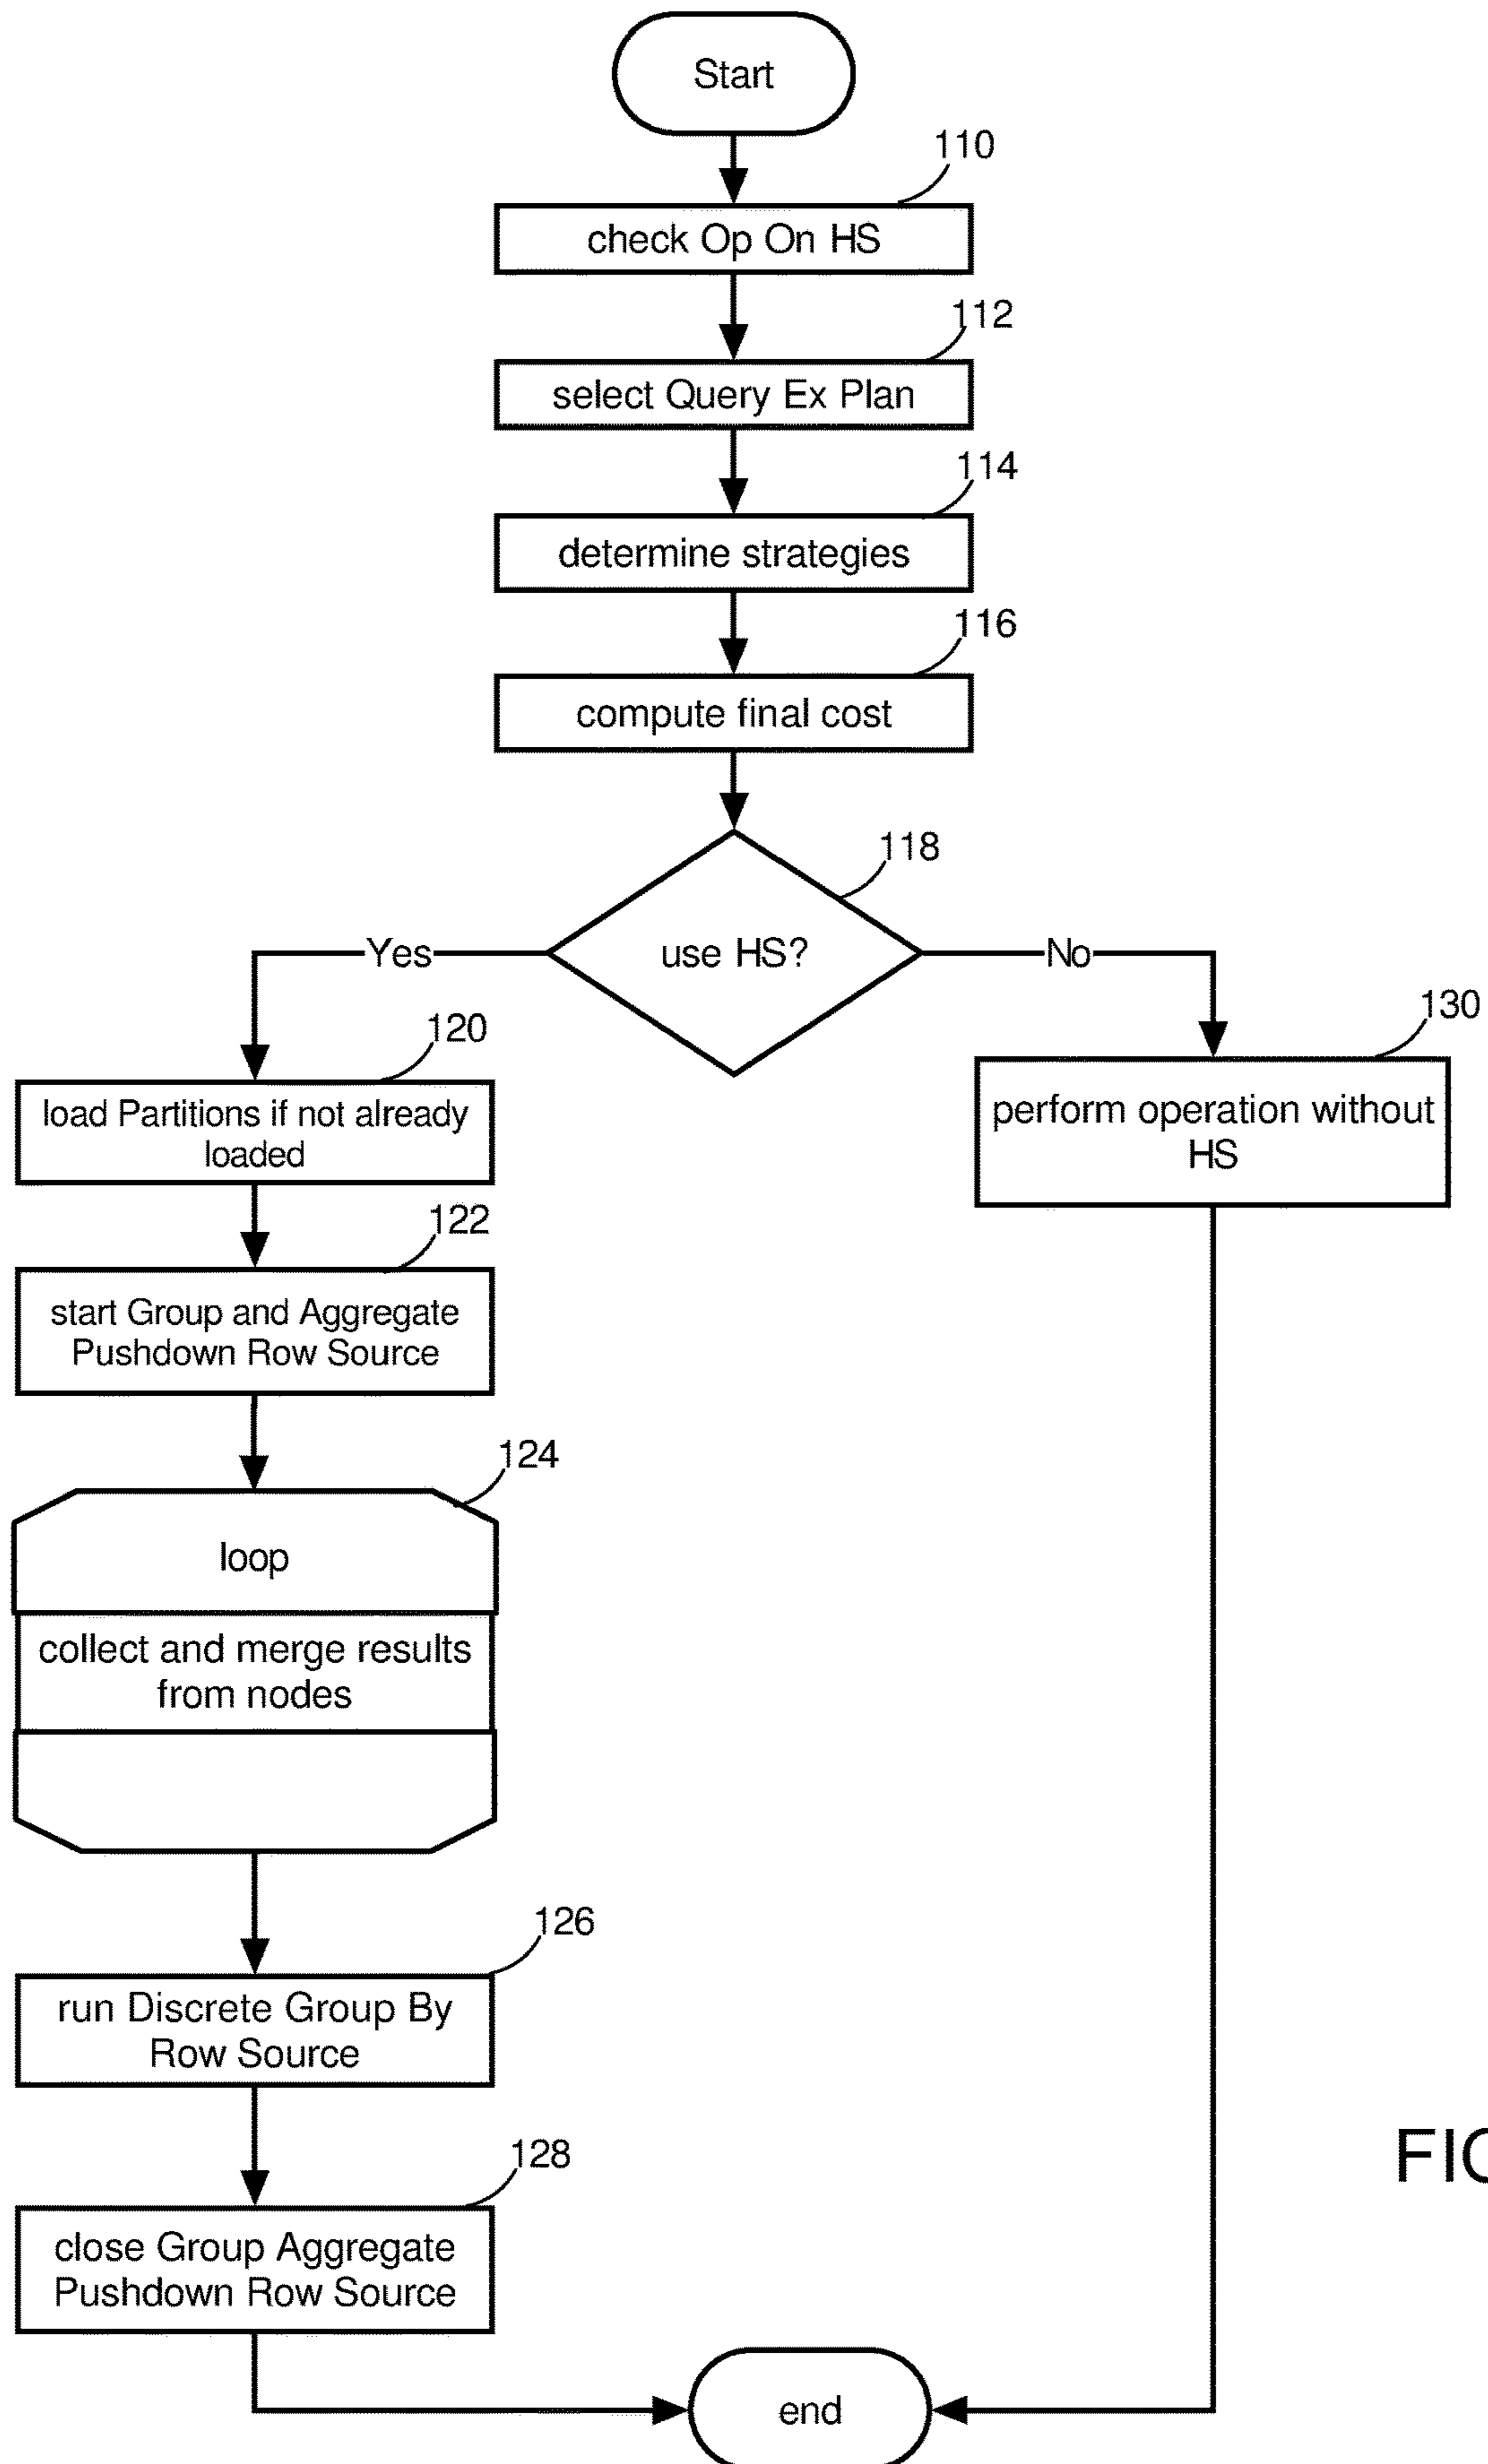 Start
110
check Op On HS
112
select Query Ex Plan
114
determine strategies
116
compute final cost
118
use HS?
Yes
No
120
load Partitions if not already
loaded
130
perform operation without
HS
122
start Group and Aggregate
Pushdown Row Source
124
loop
collect and merge results
from nodes
126
run Discrete Group By
Row Source
128
close Group Aggregate
Pushdown Row Source
end